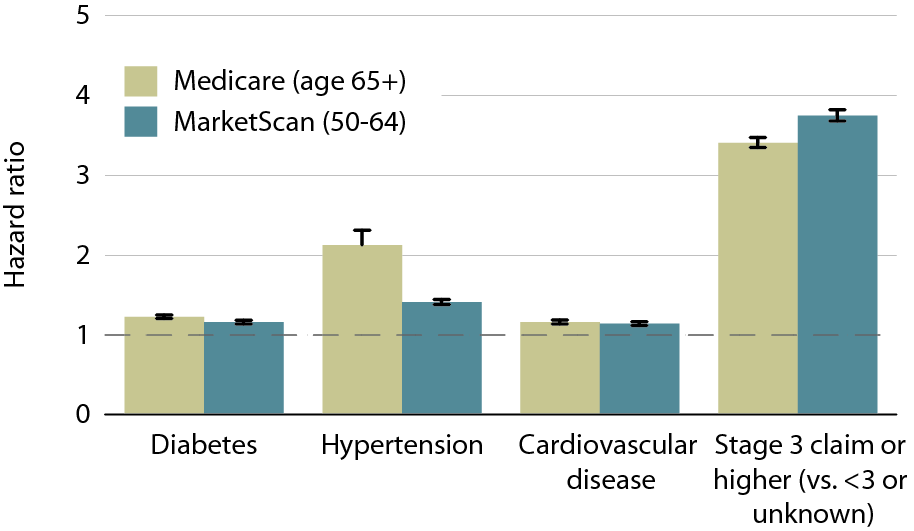 5
4
3
2
1
0
Hazard ratio
Medicare (age 65+)
MarketScan (50-64)
Diabetes
Hypertension
Cardiovascular
disease
Stage 3 claim or
higher (vs. <3 or
unknown)